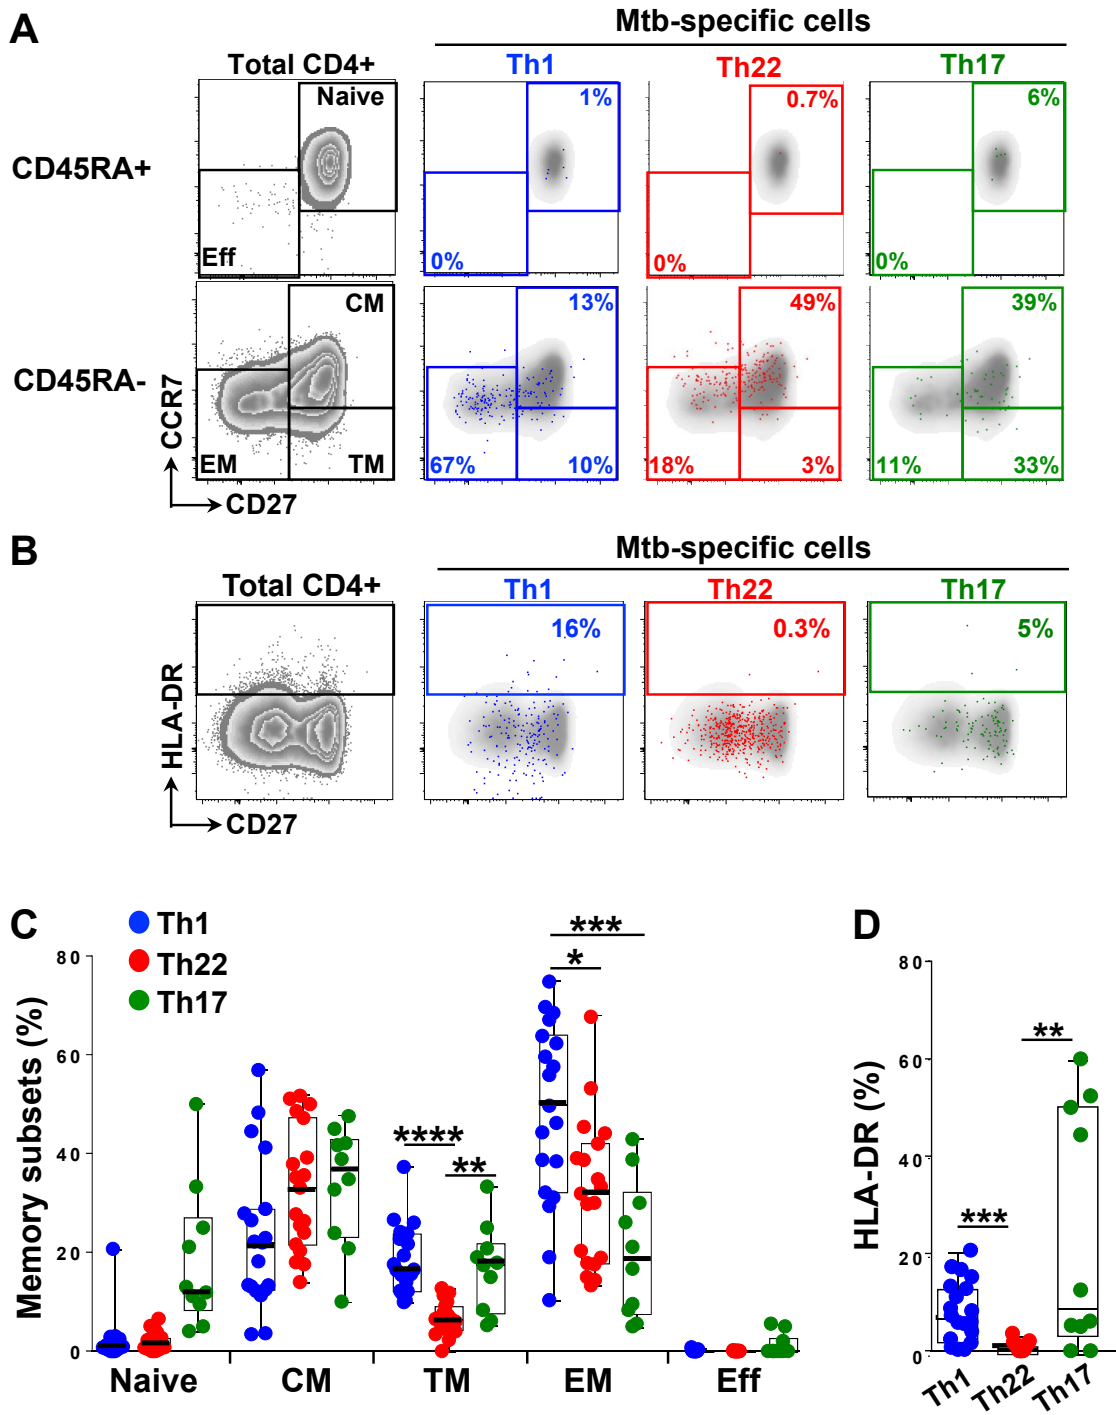 A
Mtb-specific cells
Total CD4+
Th1
Th22
Th17
Naive
1%
0.7%
6%
CD45RA+
Eff
0%
0%
0%
CM
13%
49%
39%
CD45RA-
CCR7
EM
TM
67%
10%
18%
3%
11%
33%
CD27
B
Mtb-specific cells
Total CD4+
Th1
Th22
Th17
16%
0.3%
5%
HLA-DR
CD27
C
Th1
Th22
Th17
***
*
****
**
Memory subsets (%)
80
60
40
20
0
Naive
CM
TM
EM
Eff
D
**
***
HLA-DR (%)
80
60
40
20
0
Th1
Th22
Th17